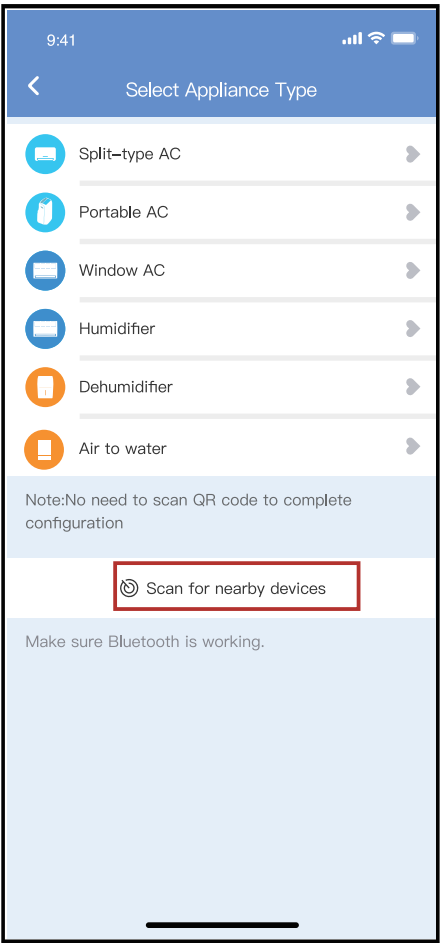 9:41
Select Appliance Type
Split-type AC
Portable AC
Window AC
Humidifier
Dehumidifier
Air to water
Note:No need to scan QR code to complete
configuration
Scan for nearby devices
Make sure Bluetooth is working.